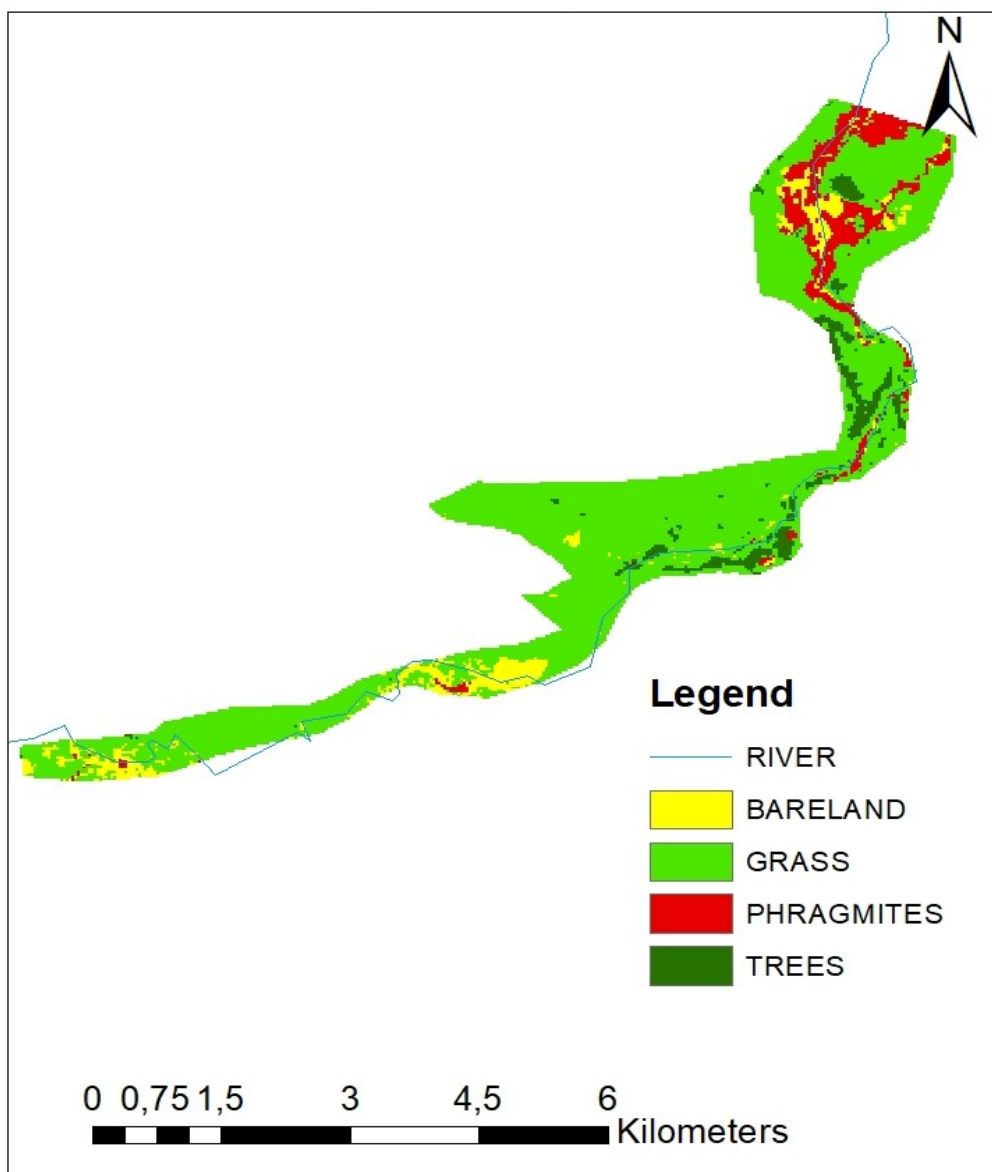 N
Legend
RIVER
BARELAND
GRASS
PHRAGMITES
TREES
0 0,75 1,5 3 4,5 6
Kilometers